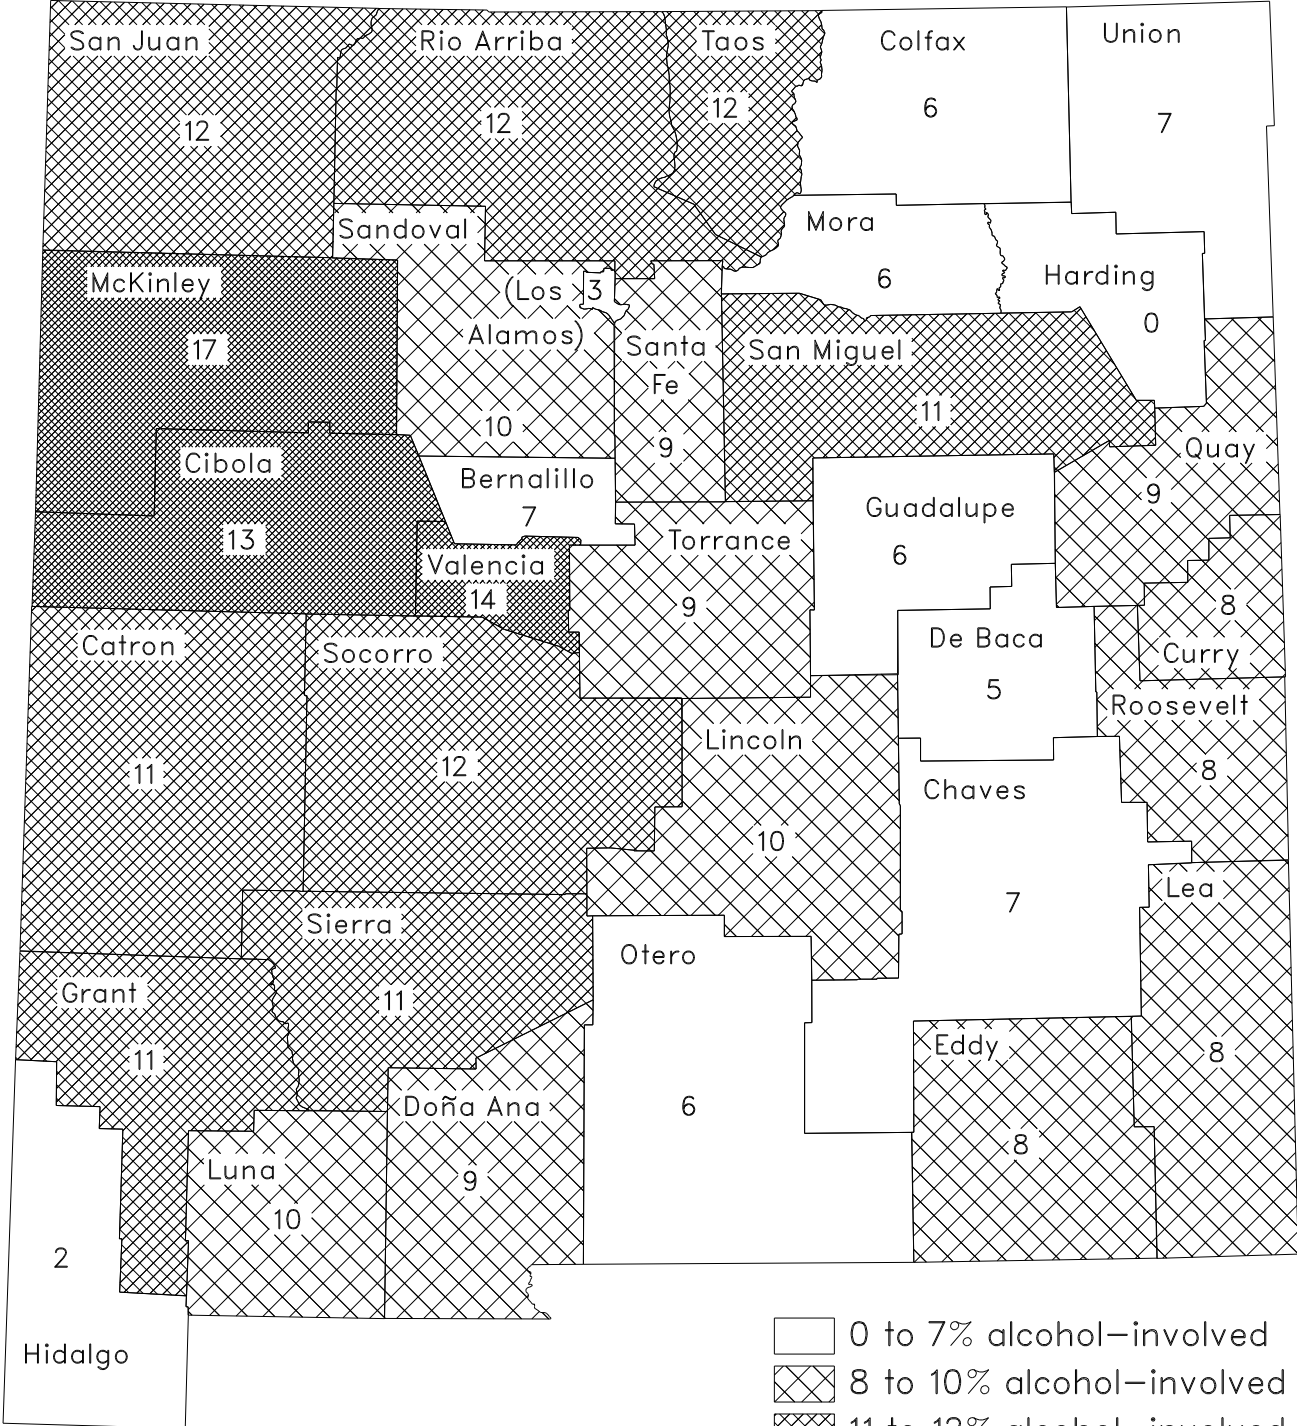 San Juan
12
Rio Arriba
12
Taos
12
Colfax
6
Union
7
Sandoval
10
Mora
6
Harding
0
McKinley
17
(Los 3
Alamos)
Santa
Fe
9
San Miguel
11
Quay
9
Cibola
13
Bernalillo
7
Guadalupe
6
Torrance
9
Valencia
14
Curry
8
Catron
11
Socorro
12
De Baca
5
Roosevelt
8
Lincoln
10
Chaves
7
Lea
8
Sierra
11
Otero
6
Grant
11
Eddy
8
Doña Ana
9
Luna
10
2
Hidalgo
0 to 7% alcohol-involved
8 to 10% alcohol-involved